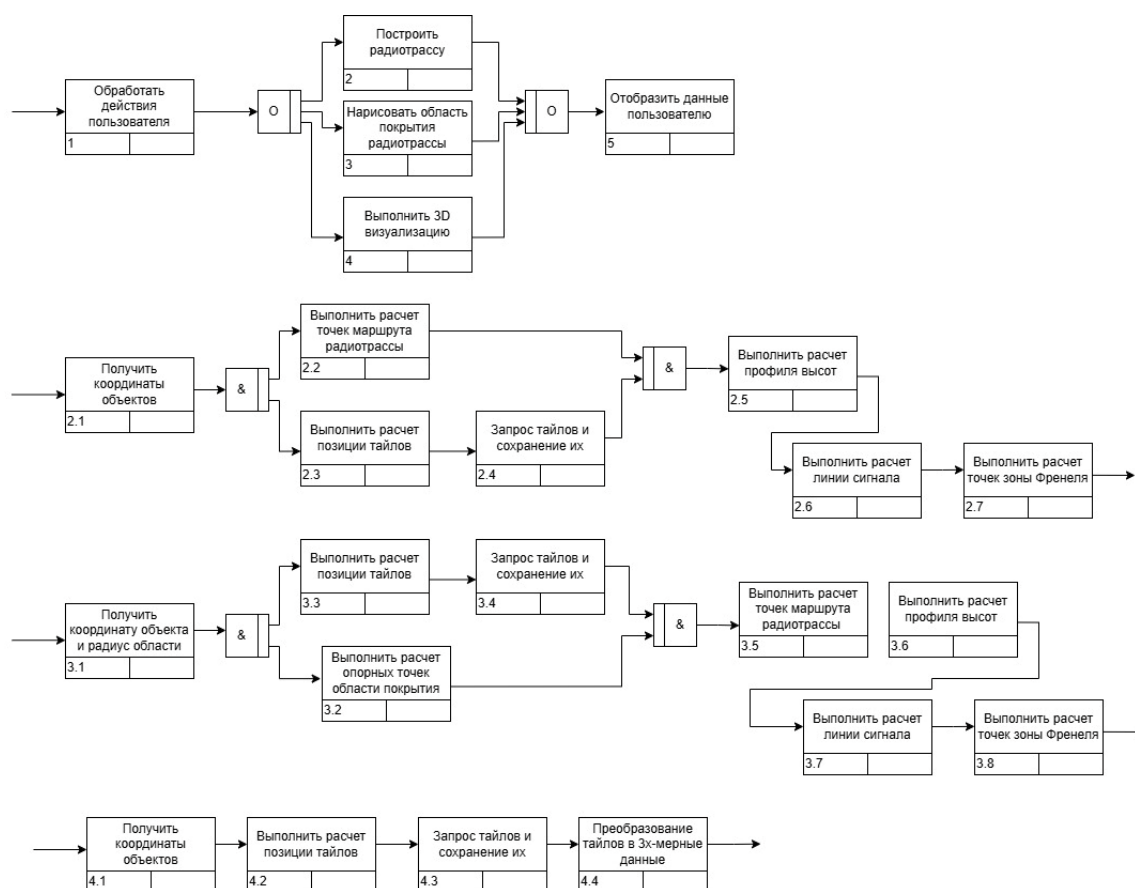 Построить
радиотрассу
2
Обработать
действия
пользователя
1
О
Нарисовать область
покрытия
радиотрассы
3
О
Отобразить данные
пользователю
5
Выполнить 3D
визуализацию
4
Получить
координаты
объектов
2.1
&
Выполнить расчет
точек маршрута
радиотрассы
2.2
Выполнить расчет
позиции тайлов
2.3
Запрос тайлов и
сохранение их
2.4
&
Выполнить расчет
профиля высот
2.5
Выполнить расчет
линии сигнала
2.6
Выполнить расчет
точек зоны Френеля
2.7
Получить
координату объекта
и радиус области
3.1
&
Выполнить расчет
позиции тайлов
3.3
Запрос тайлов и
сохранение их
3.4
Выполнить расчет
опорных точек
области покрытия
3.2
&
Выполнить расчет
точек маршрута
радиотрассы
3.5
Выполнить расчет
профиля высот
3.6
Выполнить расчет
линии сигнала
3.7
Выполнить расчет
точек зоны Френеля
3.8
Получить
координаты
объектов
4.1
Выполнить расчет
позиции тайлов
4.2
Запрос тайлов и
сохранение их
4.3
Преобразование
тайлов в 3х-мерные
данные
4.4